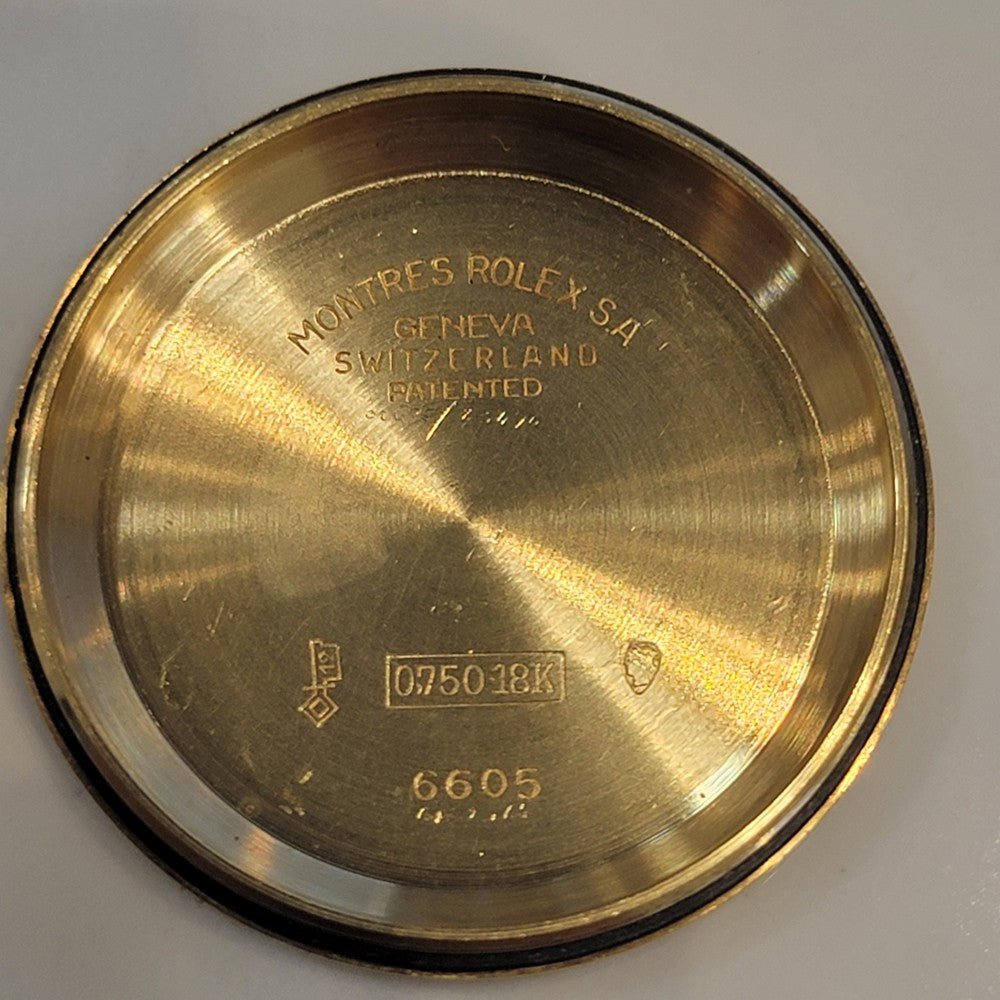 MONTRES ROLEX S.A
GENEVA
SWITZERLAND
PATENTED
0.750 18K
6605